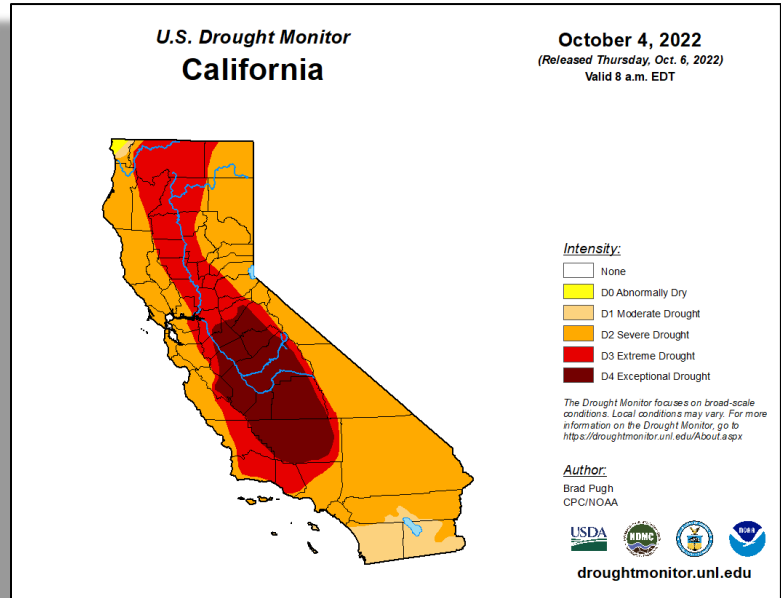 U.S. Drought Monitor
California
October 4, 2022
(Released Thursday, Oct. 6, 2022)
Valid 8 a.m. EDT
Intensity:
None
D0 Abnormally Dry
D1 Moderate Drought
D2 Severe Drought
D3 Extreme Drought
D4 Exceptional Drought
The Drought Monitor focuses on broad-scale
conditions. Local conditions may vary. For more
information on the Drought Monitor, go to
https://droughtmonitor.unl.edu/About.aspx
Author:
Brad Pugh
CPC/NOAA
USDA
NDMC
NOAA
droughtmonitor.unl.edu